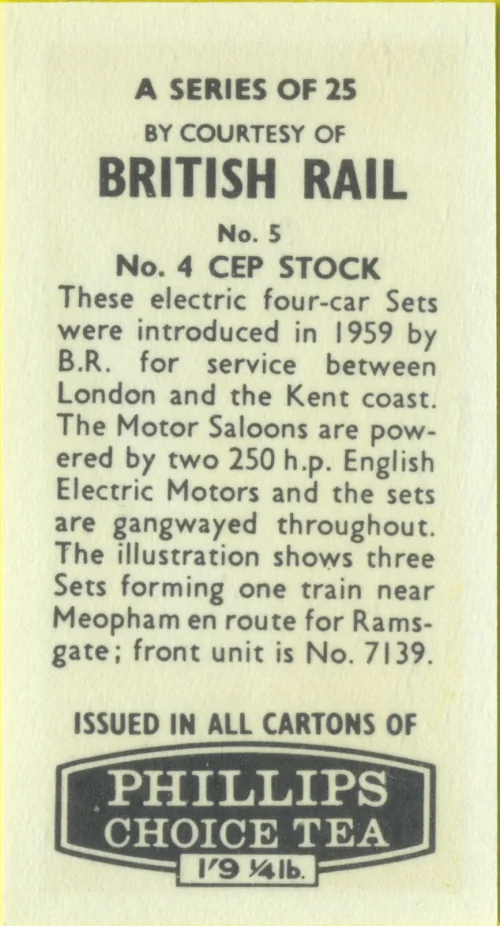 A SERIES OF 25
BY COURTESY OF
BRITISH RAIL
No. 5
No. 4 CEP STOCK
These electric four-car Sets
were introduced in 1959 by
B.R. for service between
London and the Kent coast.
The Motor Saloons are pow-
ered by two 250 h.p. English
Electric Motors and the sets
are gangwayed throughout.
The illustration shows three
Sets forming one train near
Meopham en route for Rams-
gate; front unit is No. 7139.
ISSUED IN ALL CARTONS OF
PHILLIPS
CHOICE TEA
1'9 ¼lb.